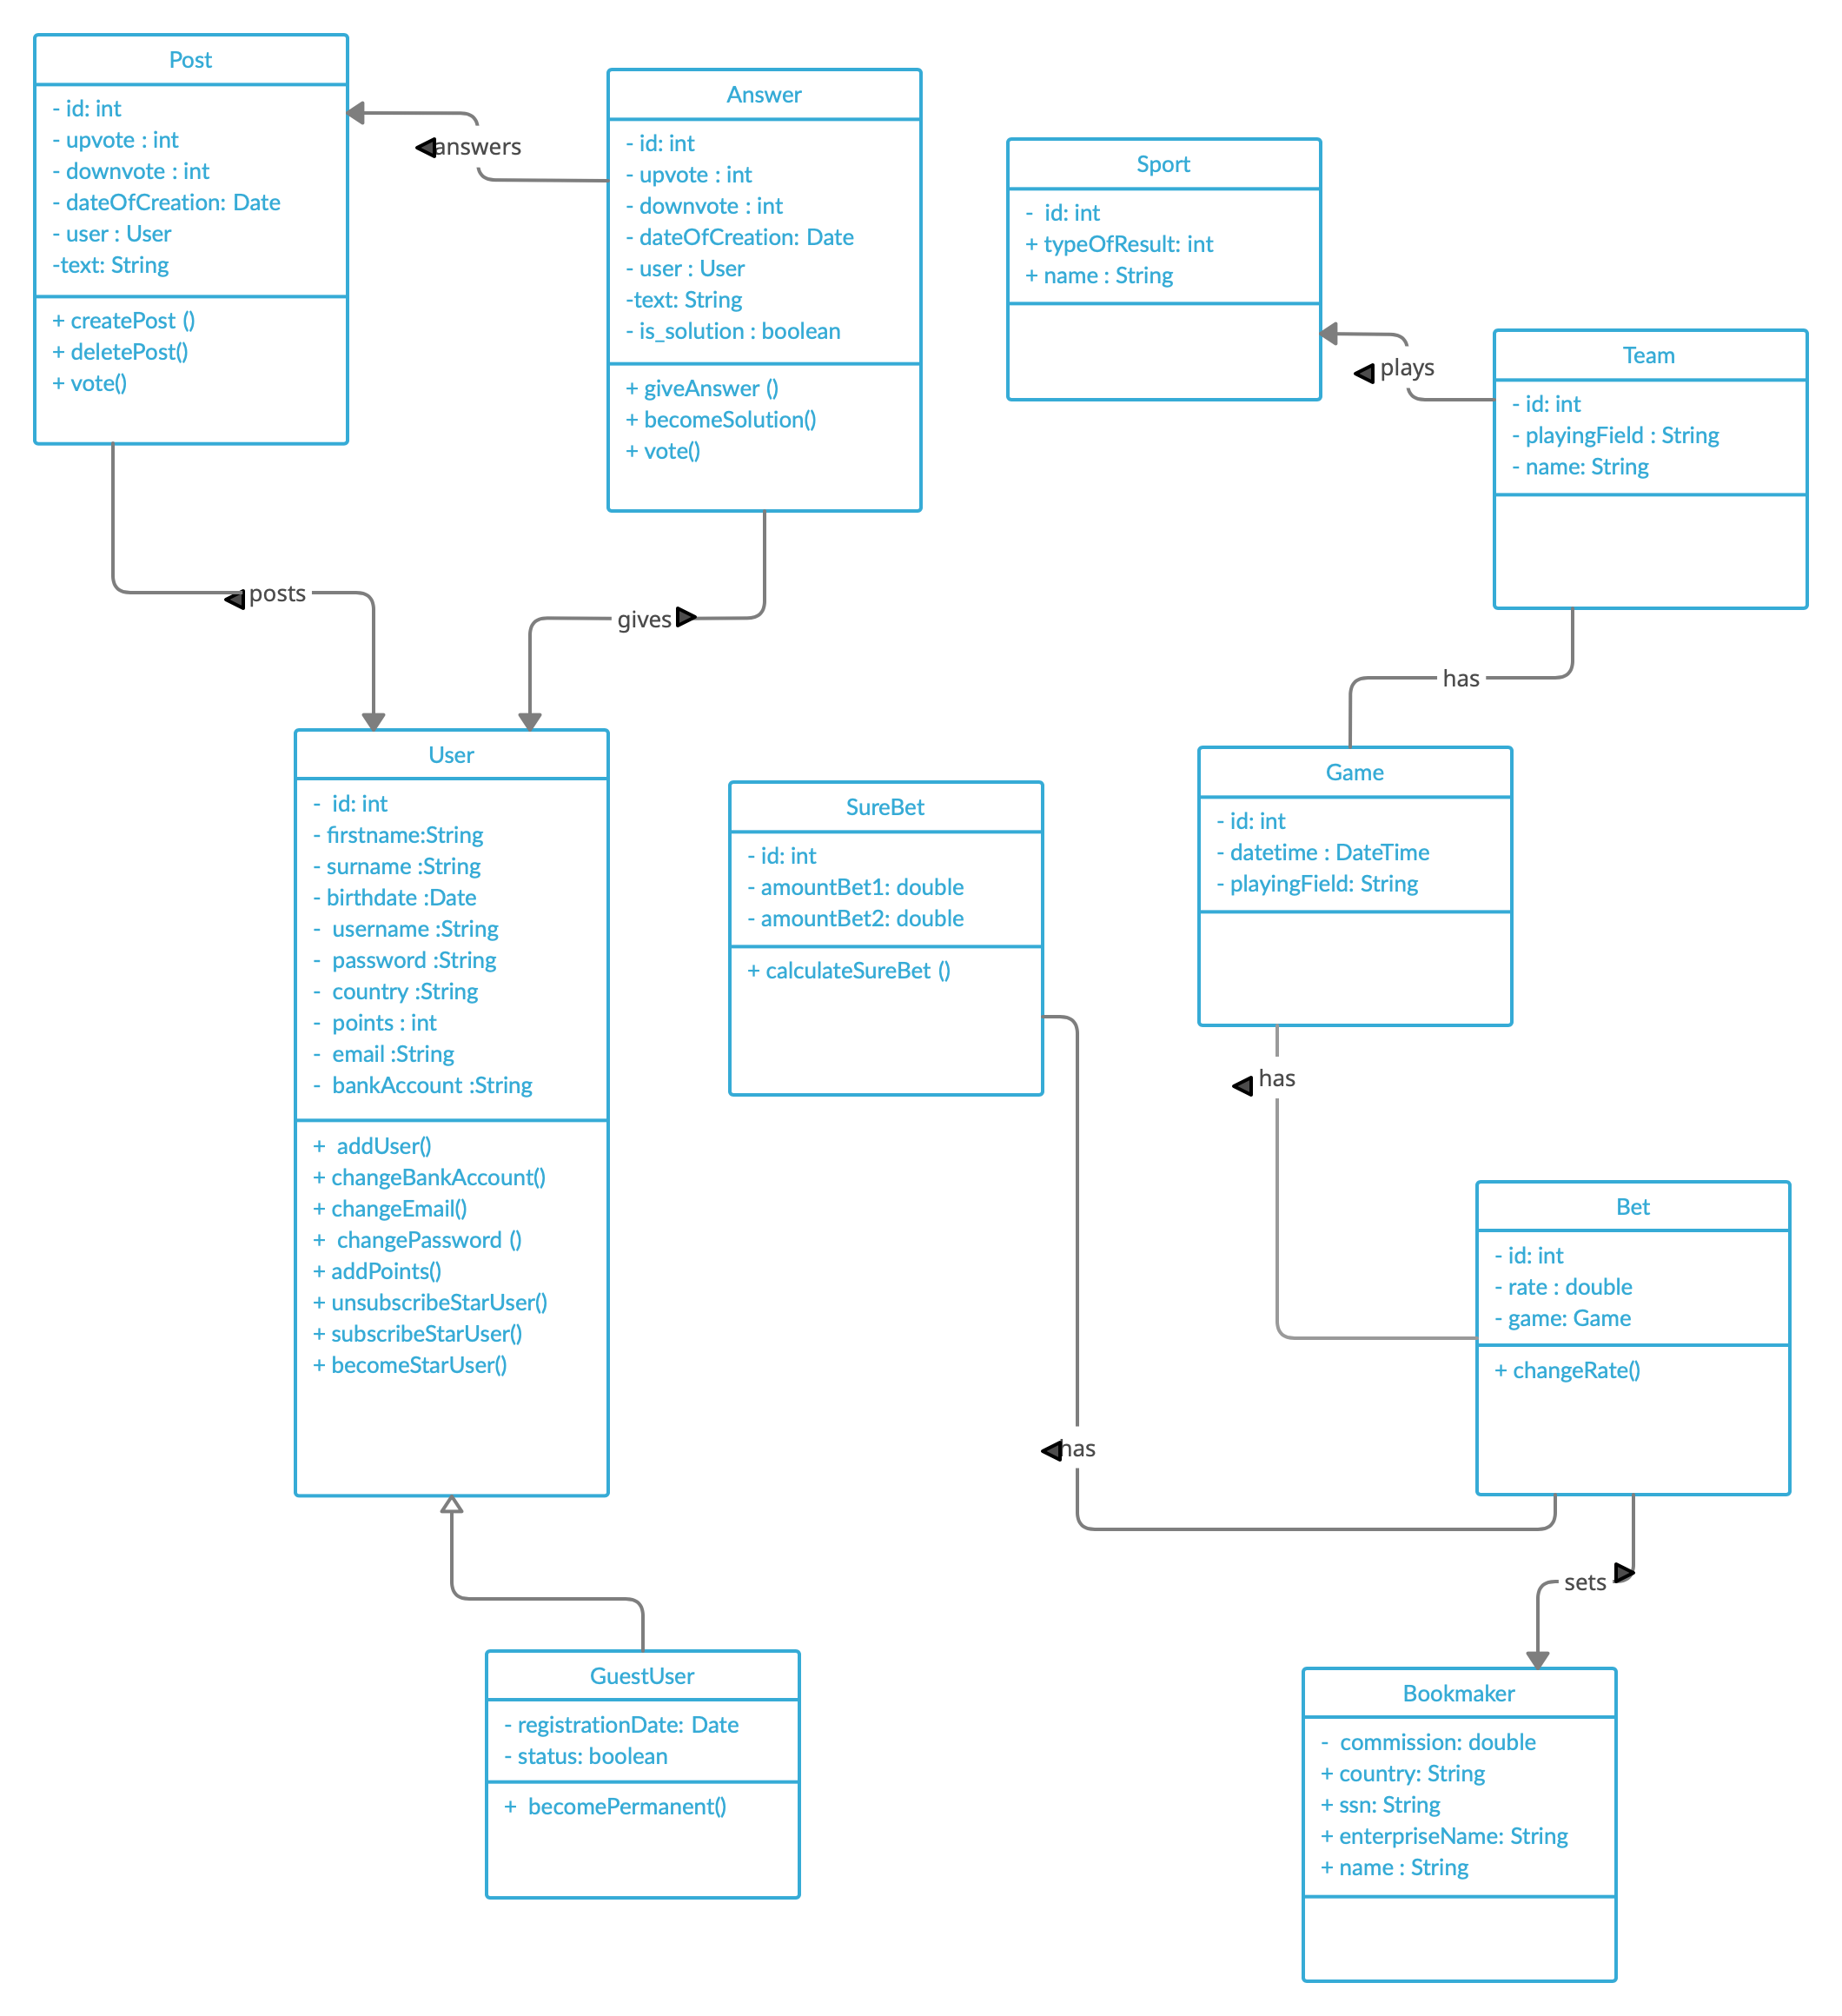 Post
- id: int
- upvote : int
- downvote : int
- dateOfCreation: Date
- user : User
-text: String
+ createPost ()
+ deletePost()
+ vote()
answers
Answer
- id: int
- upvote : int
- downvote : int
- dateOfCreation: Date
- user : User
-text: String
- is_solution : boolean
+ giveAnswer ()
+ becomeSolution()
+ vote()
Sport
- id: int
+ typeOfResult: int
+ name : String
plays
Team
- id: int
- playingField : String
- name: String
posts
gives
has
User
- id: int
- firstname:String
- surname :String
- birthdate :Date
- username :String
- password :String
- country :String
- points : int
- email :String
- bankAccount :String
+ addUser()
+ changeBankAccount()
+ changeEmail()
+ changePassword ()
+ addPoints()
+ unsubscribeStarUser()
+ subscribeStarUser()
+ becomeStarUser()
SureBet
- id: int
- amountBet1: double
- amountBet2: double
+ calculateSureBet ()
Game
- id: int
- datetime : DateTime
- playingField: String
has
Bet
- id: int
- rate : double
- game: Game
+ changeRate()
has
sets
GuestUser
- registrationDate: Date
- status: boolean
+ becomePermanent()
Bookmaker
- commission: double
+ country: String
+ ssn: String
+ enterpriseName: String
+ name : String